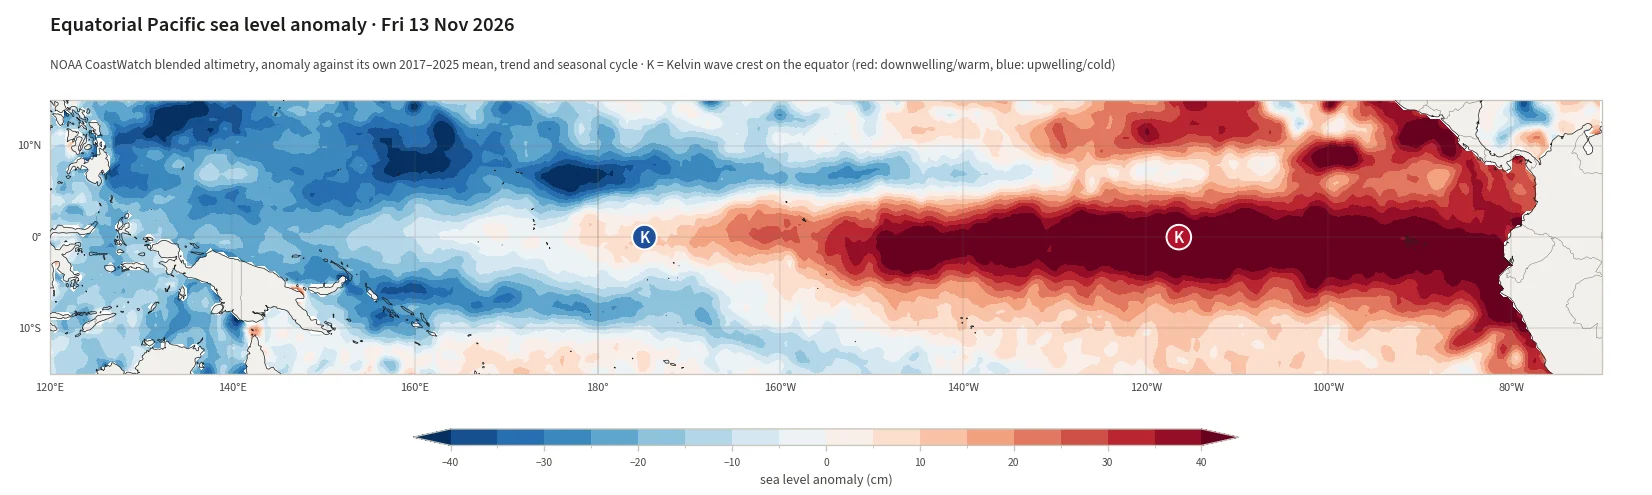 Equatorial Pacific sea level anomaly · Fri 13 Nov 2026
NOAA CoastWatch blended altimetry, anomaly against its own 2017–2025 mean, trend and seasonal cycle · K = Kelvin wave crest on the equator (red: downwelling/warm, blue: upwelling/cold)
10°N
0°
K
K
10°S
120°E
140°E
160°E
180°
160°W
140°W
120°W
100°W
80°W
−40
−30
−20
−10
0
10
20
30
40
sea level anomaly (cm)